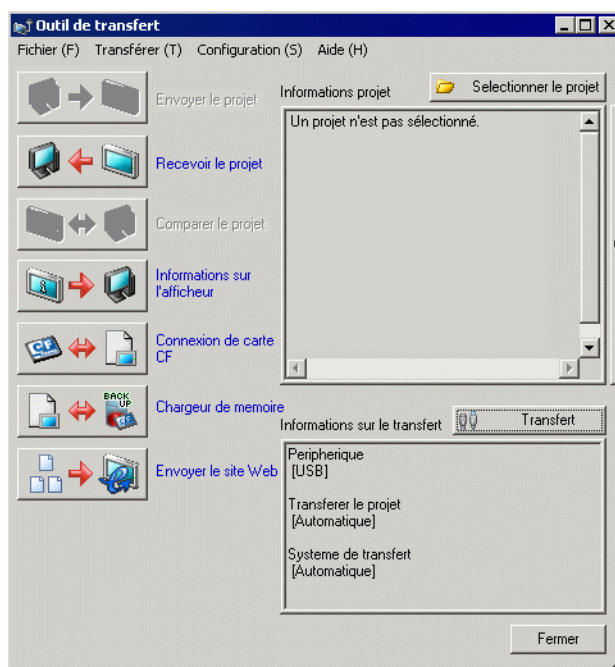 Outil de transfert
Fichier (F) Transférer (T) Configuration (S) Aide (H)
Envoyer le projet
Recevoir le projet
Comparer le projet
Informations sur
l'afficheur
Connexion de carte
CF
Chargeur de memoire
BACK
UP
Envoyer le site Web
Informations projet
Selectionner le projet
Un projet n'est pas sélectionné.
Informations sur le transfert
Transfert
Peripherique
[USB]
Transferer le projet
[Automatique]
Systeme de transfert
[Automatique]
Fermer